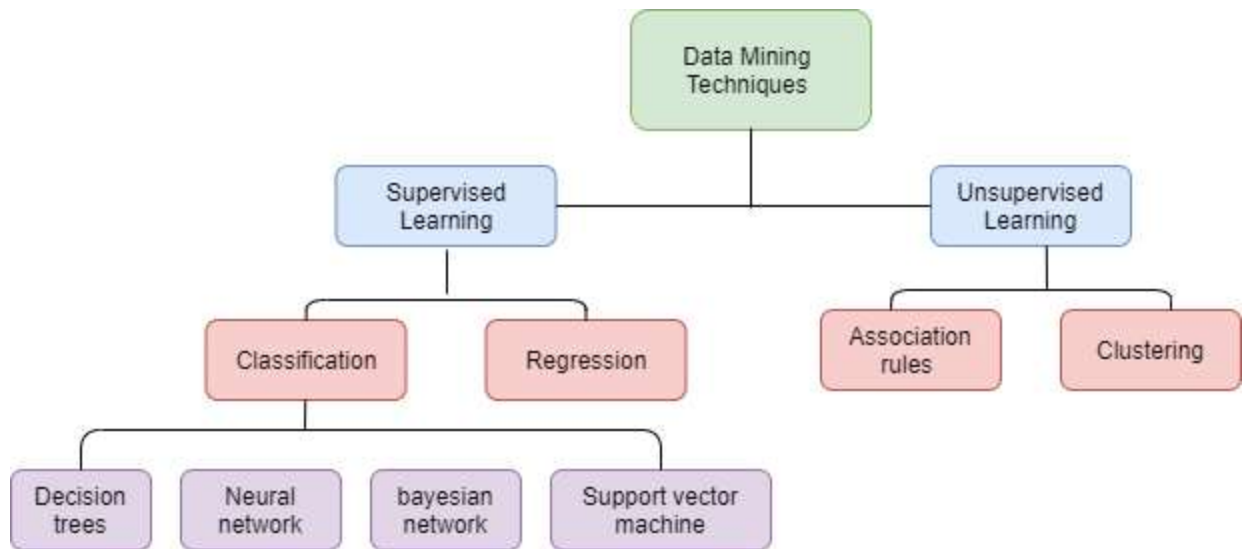 Data Mining
Techniques
Supervised
Learning
Unsupervised
Learning
Classification
Regression
Association
rules
Clustering
Decision
trees
Neural
network
bayesian
network
Support vector
machine